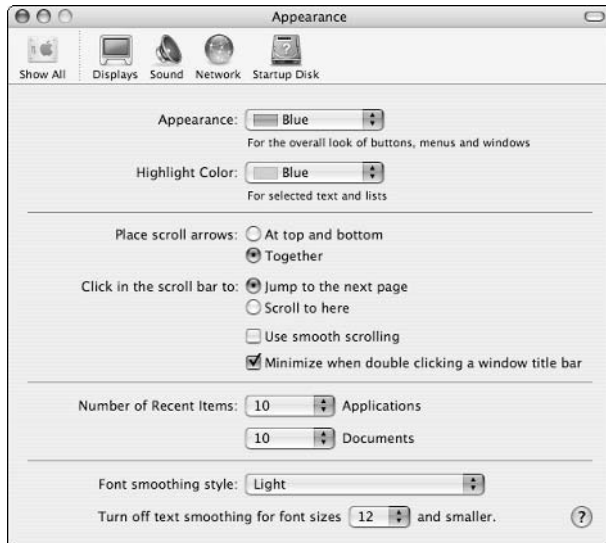 Appearance
Show All Displays Sound Network Startup Disk
Appearance: Blue
For the overall look of buttons, menus and windows
Highlight Color: Blue
For selected text and lists
Place scroll arrows: At top and bottom
Together
Click in the scroll bar to: Jump to the next page
Scroll to here
Use smooth scrolling
Minimize when double clicking a window title bar
Number of Recent Items: 10 Applications
10 Documents
Font smoothing style: Light
Turn off text smoothing for font sizes 12 and smaller. ?